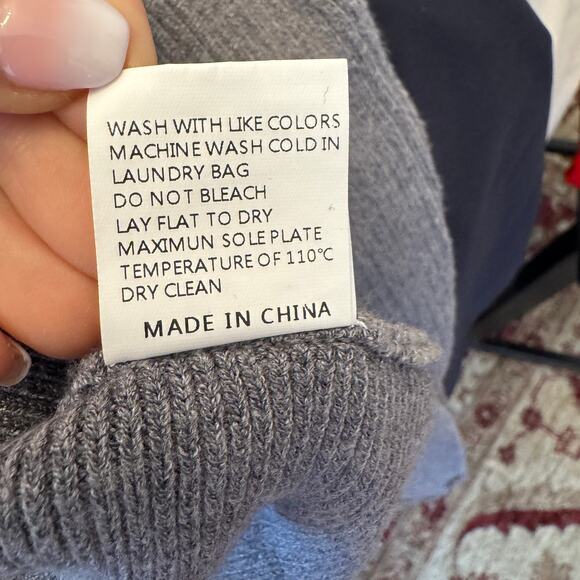 WASH WITH LIKE COLORS
MACHINE WASH COLD IN
LAUNDRY BAG
DO NOT BLEACH
LAY FLAT TO DRY
MAXIMUN SOLE PLATE
TEMPERATURE OF 110℃
DRY CLEAN
MADE IN CHINA